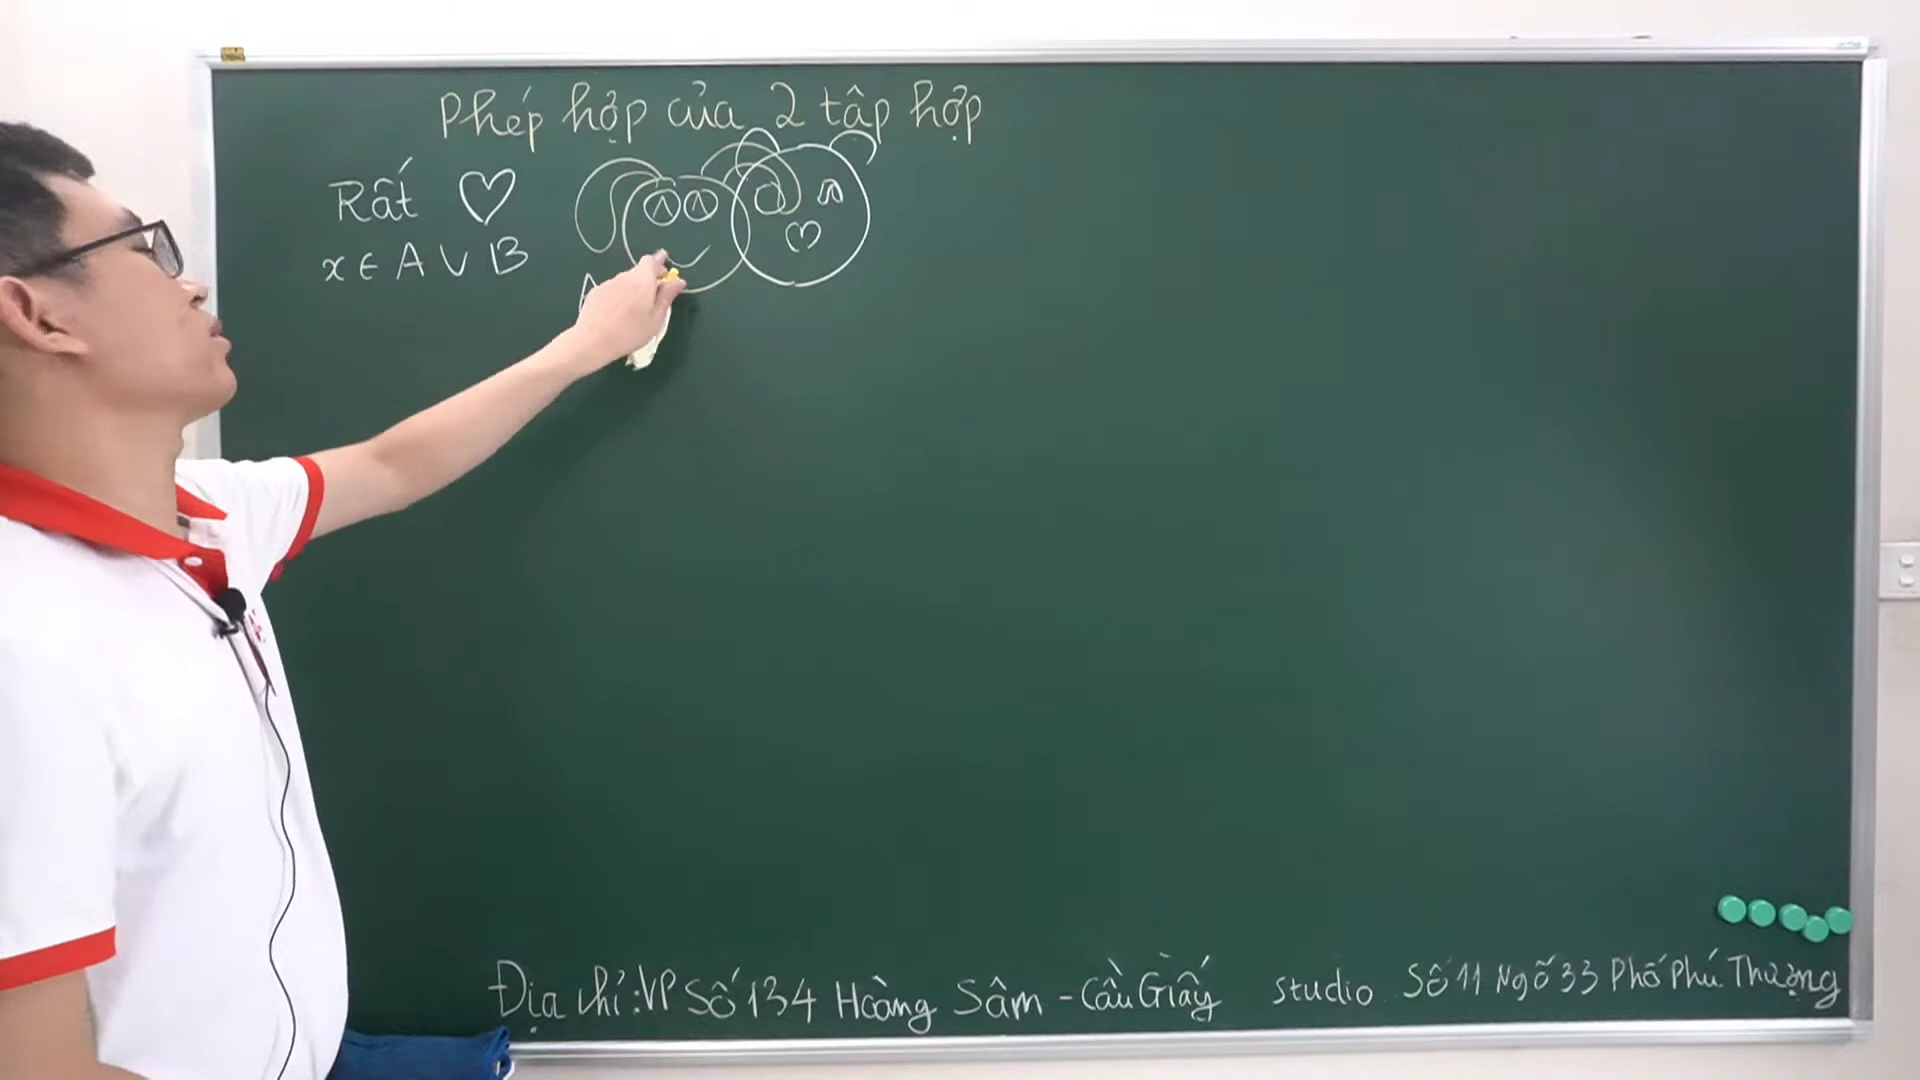 Phép hợp của 2 tập hợp
Rất ♡
x ∈ A ∪ B
A
Địa chỉ: VP Số 134 Hoàng Sâm - Cầu Giấy
studio Số 11 Ngõ 33 Phố Phú Thượng